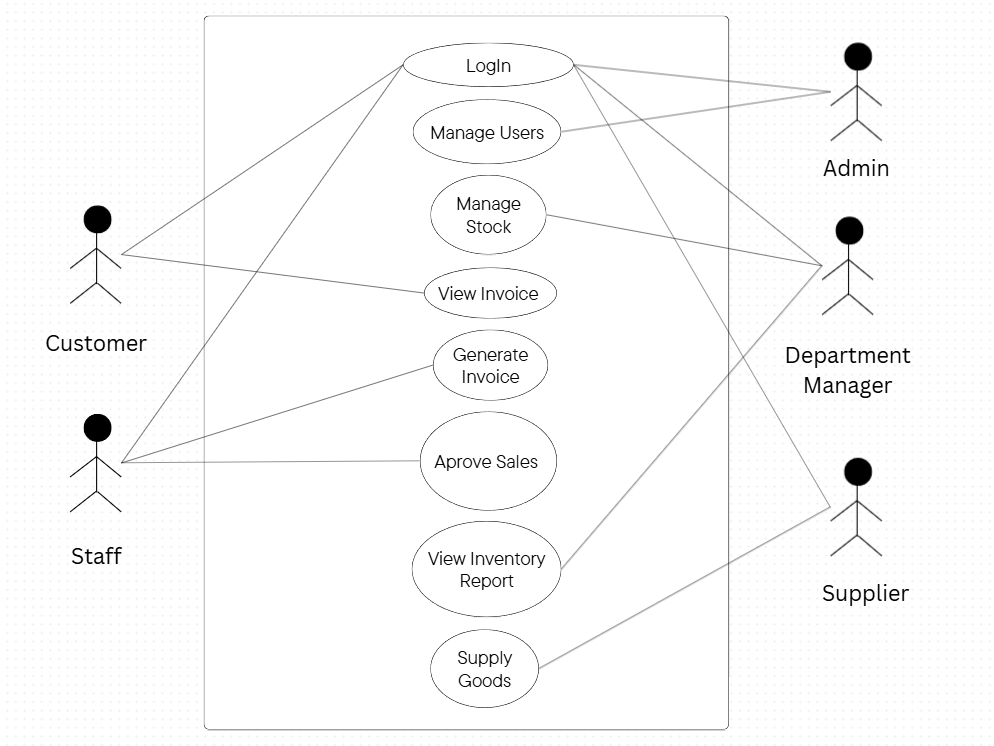 LogIn
Manage Users
Manage
Stock
View Invoice
Generate
Invoice
Aprove Sales
View Inventory
Report
Supply
Goods
Customer
Staff
Admin
Department
Manager
Supplier